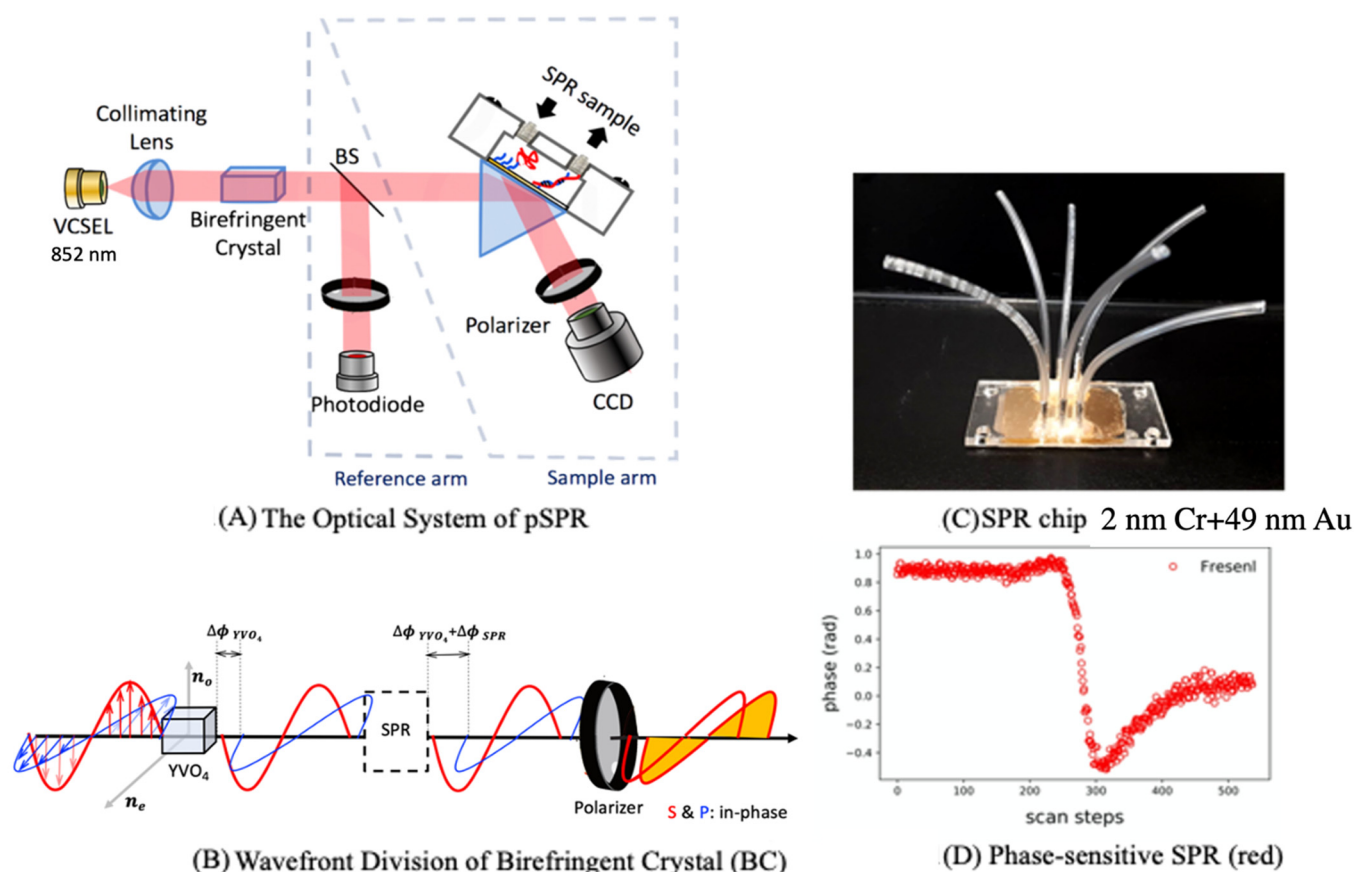 Collimating
Lens
VCSEL
852 nm
Birefringent
Crystal
BS
SPR sample
Polarizer
Photodiode
CCD
Reference arm
Sample arm
(A) The Optical System of pSPR
(C) SPR chip 2 nm Cr+49 nm Au
Δϕ YVO₄
Δϕ YVO₄+Δϕ SPR
nₒ
YVO₄
nₑ
SPR
Polarizer
S & P: in-phase
(B) Wavefront Division of Birefringent Crystal (BC)
Fresenl
phase (rad)
1.0
0.8
0.6
0.4
0.2
0.0
−0.2
−0.4
0
100
200
300
400
500
scan steps
(D) Phase-sensitive SPR (red)